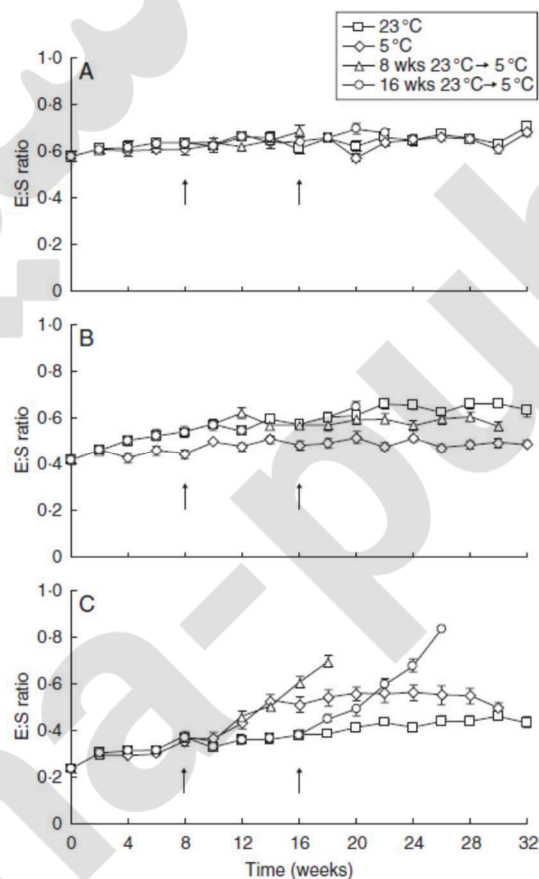 23 °C
5 °C
8 wks 23 °C → 5 °C
16 wks 23 °C → 5 °C
A
1·0
0·8
0·6
0·4
0·2
0
E:S ratio
B
1·0
0·8
0·6
0·4
0·2
0
E:S ratio
C
1·0
0·8
0·6
0·4
0·2
0
E:S ratio
0 4 8 12 16 20 24 28 32
Time (weeks)